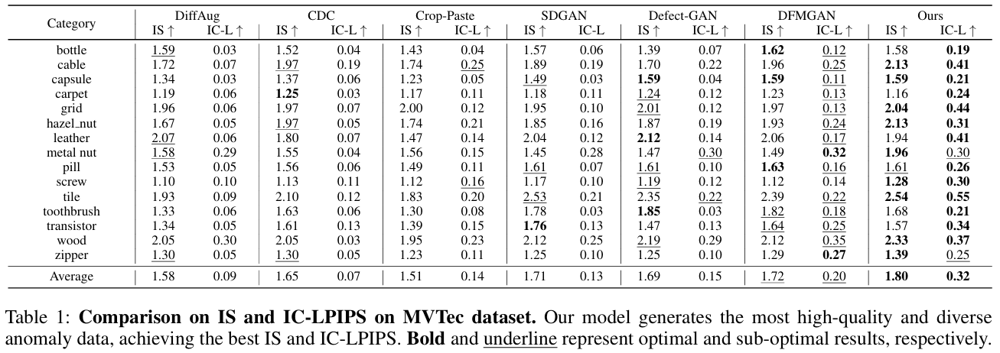 Category DiffAug CDC Crop-Paste SDGAN Defect-GAN DFMGAN Ours
IS ↑ IC-L ↑ IS ↑ IC-L ↑ IS ↑ IC-L ↑ IS ↑ IC-L IS ↑ IC-L ↑ IS ↑ IC-L ↑ IS ↑ IC-L ↑
bottle 1.59 0.03 1.52 0.04 1.43 0.04 1.57 0.06 1.39 0.07 1.62 0.12 1.58 0.19
cable 1.72 0.07 1.97 0.19 1.74 0.25 1.89 0.19 1.70 0.22 1.96 0.25 2.13 0.41
capsule 1.34 0.03 1.37 0.06 1.23 0.05 1.49 0.03 1.59 0.04 1.59 0.11 1.59 0.21
carpet 1.19 0.06 1.25 0.03 1.17 0.11 1.18 0.11 1.24 0.12 1.23 0.13 1.16 0.24
grid 1.96 0.06 1.97 0.07 2.00 0.12 1.95 0.10 2.01 0.12 1.97 0.13 2.04 0.44
hazel_nut 1.67 0.05 1.97 0.05 1.74 0.21 1.85 0.16 1.87 0.19 1.93 0.24 2.13 0.31
leather 2.07 0.06 1.80 0.07 1.47 0.14 2.04 0.12 2.12 0.14 2.06 0.17 1.94 0.41
metal nut 1.58 0.29 1.55 0.04 1.56 0.15 1.45 0.28 1.47 0.30 1.49 0.32 1.96 0.30
pill 1.53 0.05 1.56 0.06 1.49 0.11 1.61 0.07 1.61 0.10 1.63 0.16 1.61 0.26
screw 1.10 0.10 1.13 0.11 1.12 0.16 1.17 0.10 1.19 0.12 1.12 0.14 1.28 0.30
tile 1.93 0.09 2.10 0.12 1.83 0.20 2.53 0.21 2.35 0.22 2.39 0.22 2.54 0.55
toothbrush 1.33 0.06 1.63 0.06 1.30 0.08 1.78 0.03 1.85 0.03 1.82 0.18 1.68 0.21
transistor 1.34 0.05 1.61 0.13 1.39 0.15 1.76 0.13 1.47 0.13 1.64 0.25 1.57 0.34
wood 2.05 0.30 2.05 0.03 1.95 0.23 2.12 0.25 2.19 0.29 2.12 0.35 2.33 0.37
zipper 1.30 0.05 1.30 0.05 1.23 0.11 1.25 0.10 1.25 0.10 1.29 0.27 1.39 0.25
Average 1.58 0.09 1.65 0.07 1.51 0.14 1.71 0.13 1.69 0.15 1.72 0.20 1.80 0.32
Table 1: Comparison on IS and IC-LPIPS on MVTec dataset. Our model generates the most high-quality and diverse
anomaly data, achieving the best IS and IC-LPIPS. Bold and underline represent optimal and sub-optimal results, respectively.